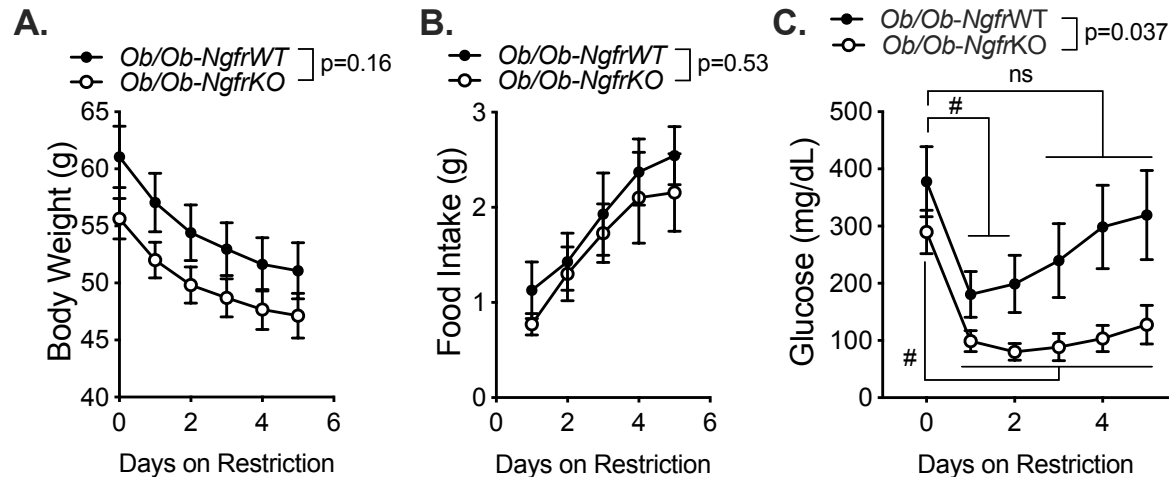 A.
Ob/Ob-NgfrWT
Ob/Ob-NgfrKO
p=0.16
65
60
55
50
45
40
Body Weight (g)
0 2 4 6
Days on Restriction
B.
Ob/Ob-NgfrWT
Ob/Ob-NgfrKO
p=0.53
3
2
1
0
Food Intake (g)
0 2 4 6
Days on Restriction
C.
Ob/Ob-NgfrWT
Ob/Ob-NgfrKO
p=0.037
ns
#
500
400
300
200
100
0
Glucose (mg/dL)
#
0 2 4
Days on Restriction